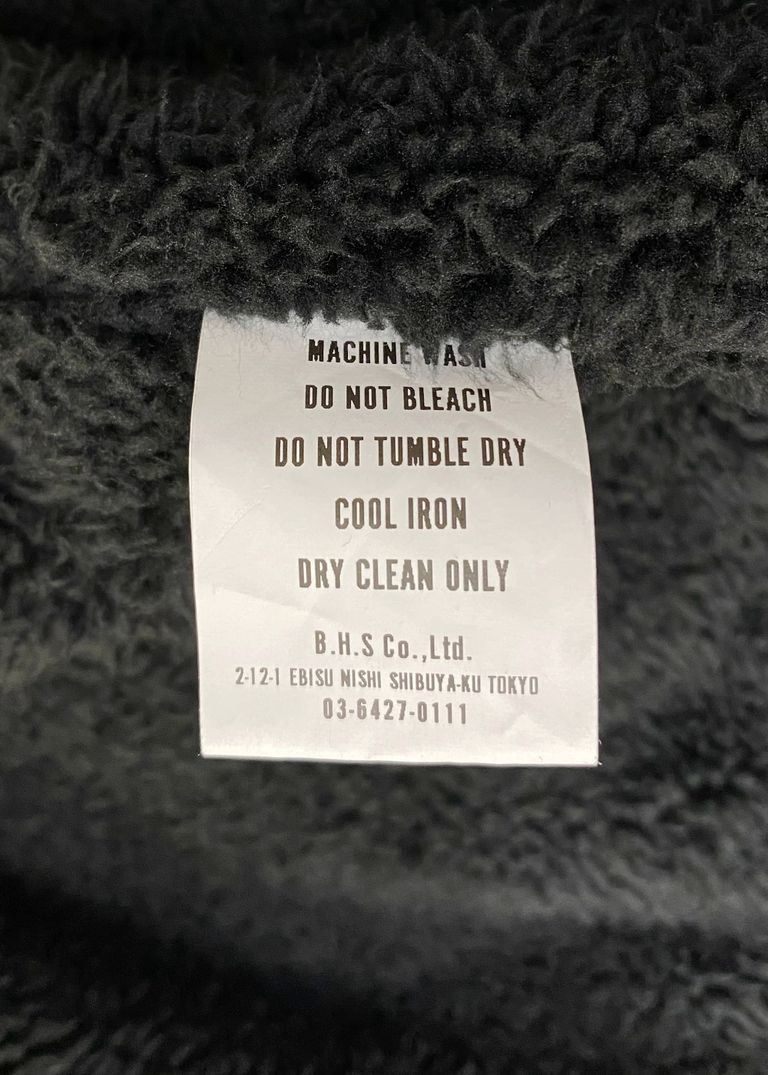 MACHINE WASH
DO NOT BLEACH
DO NOT TUMBLE DRY
COOL IRON
DRY CLEAN ONLY
B.H.S Co.,Ltd.
2-12-1 EBISU NISHI SHIBUYA-KU TOKYO
03-6427-0111